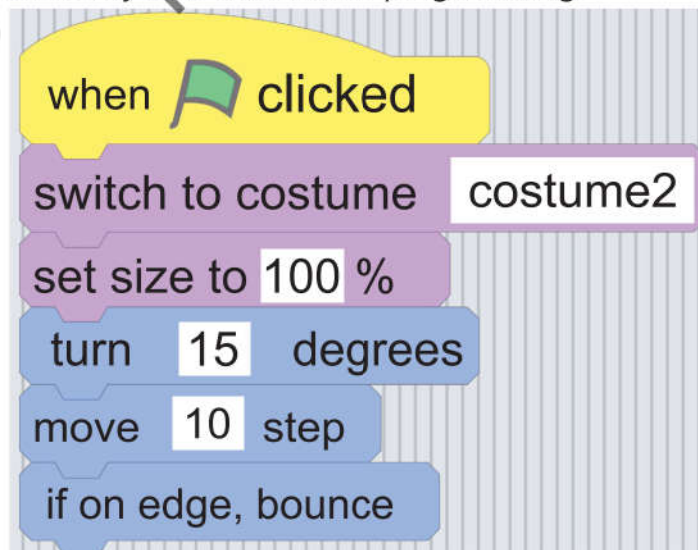 when clicked
switch to costume costume2
set size to 100 %
turn 15 degrees
move 10 step
if on edge, bounce